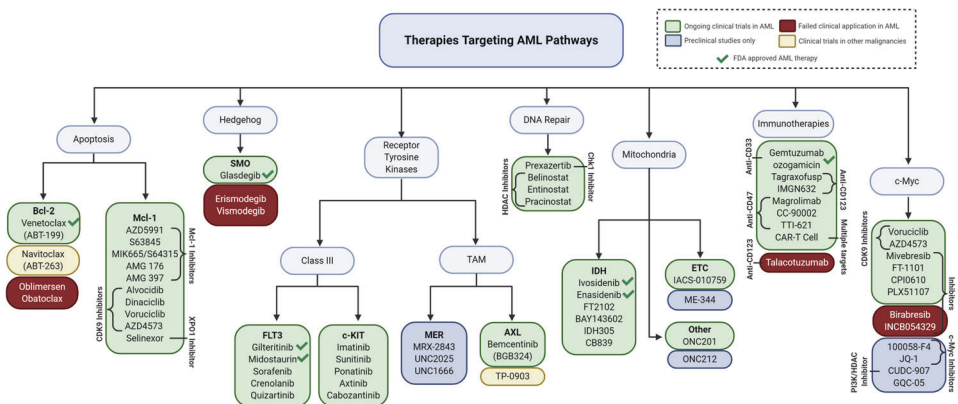 Therapies Targeting AML Pathways
Ongoing clinical trials in AML
Failed clinical application in AML
Preclinical studies only
Clinical trials in other malignancies
FDA approved AML therapy
Apoptosis
Bcl-2
Venetoclax
(ABT-199)
Navitoclax
(ABT-263)
Oblimersen
Obatoclax
Mcl-1
AZD5991
S63845
MIK665/S64315
AMG 176
AMG 397
Alvocidib
Dinaciclib
Voruciclib
AZD4573
Selinexor
Mcl-1 Inhibitors
CDK9 Inhibitors
XPO1 Inhibitor
Hedgehog
SMO
Glasdegib
Erismodegib
Vismodegib
Receptor
Tyrosine
Kinases
Class III
FLT3
Gilteritinib
Midostaurin
Sorafenib
Crenolanib
Quizartinib
c-KIT
Imatinib
Sunitinib
Ponatinib
Axtinib
Cabozantinib
TAM
MER
MRX-2843
UNC2025
UNC1666
AXL
Bemcentinib
(BGB324)
TP-0903
DNA Repair
Prexazertib
Belinostat
Entinostat
Pracinostat
HDAC Inhibitors
Chk1 Inhibitor
Mitochondria
IDH
Ivosidenib
Enasidenib
FT2102
BAY143602
IDH305
CB839
ETC
IACS-010759
ME-344
Other
ONC201
ONC212
Immunotherapies
Gemtuzumab
ozogamicin
Tagraxofusp
IMGN632
Magrolimab
CC-90002
TTI-621
CAR-T Cell
Talacotuzumab
Anti-CD33
Anti-CD47
Anti-CD123
Anti-CD123
Multiple targets
c-Myc
Voruciclib
AZD4573
Mivebresib
FT-1101
CPI0610
PLX51107
Birabresib
INCB054329
100058-F4
JQ-1
CUDC-907
GQC-05
CDK9 Inhibitors
Inhibitors
PI3K/HDAC
Inhibitor
c-Myc
Inhibitors